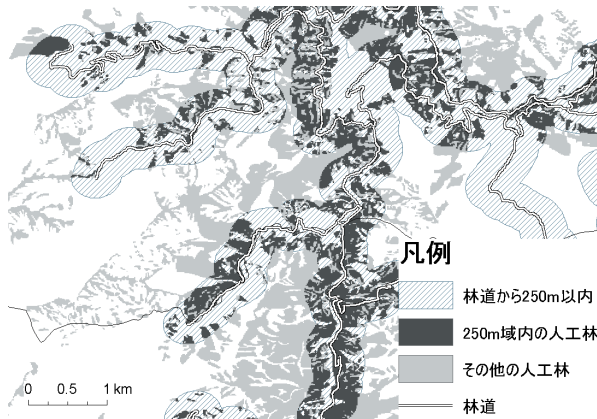 凡例
林道から250m以内
250m域内の人工林
その他の人工林
林道
0 0.5 1 km